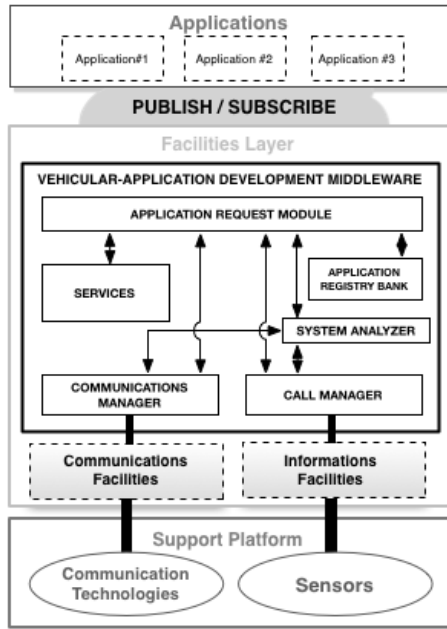 Applications
Application#1
Application #2
Application #3
PUBLISH / SUBSCRIBE
Facilities Layer
VEHICULAR-APPLICATION DEVELOPMENT MIDDLEWARE
APPLICATION REQUEST MODULE
SERVICES
APPLICATION
REGISTRY BANK
SYSTEM ANALYZER
COMMUNICATIONS
MANAGER
CALL MANAGER
Communications
Facilities
Informations
Facilities
Support Platform
Communication
Technologies
Sensors